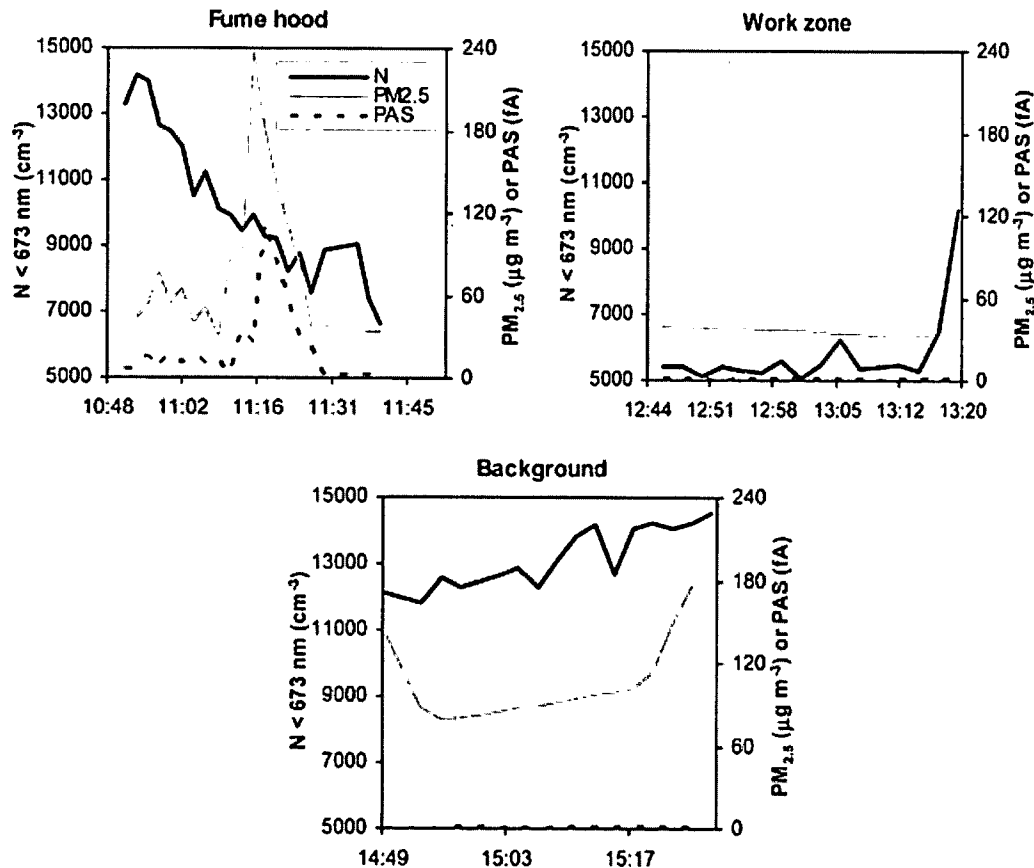 Fume hood
N < 673 nm (cm⁻³)
15000
13000
11000
9000
7000
5000
N
PM2.5
PAS
240
180
120
60
0
PM₂.₅ (µg m⁻³) or PAS (fA)
10:48 11:02 11:16 11:31 11:45
Work zone
N < 673 nm (cm⁻³)
15000
13000
11000
9000
7000
5000
240
180
120
60
0
PM₂.₅ (µg m⁻³) or PAS (fA)
12:44 12:51 12:58 13:05 13:12 13:20
Background
N < 673 nm (cm⁻³)
15000
13000
11000
9000
7000
5000
240
180
120
60
0
PM₂.₅ (µg m⁻³) or PAS (fA)
14:49 15:03 15:17